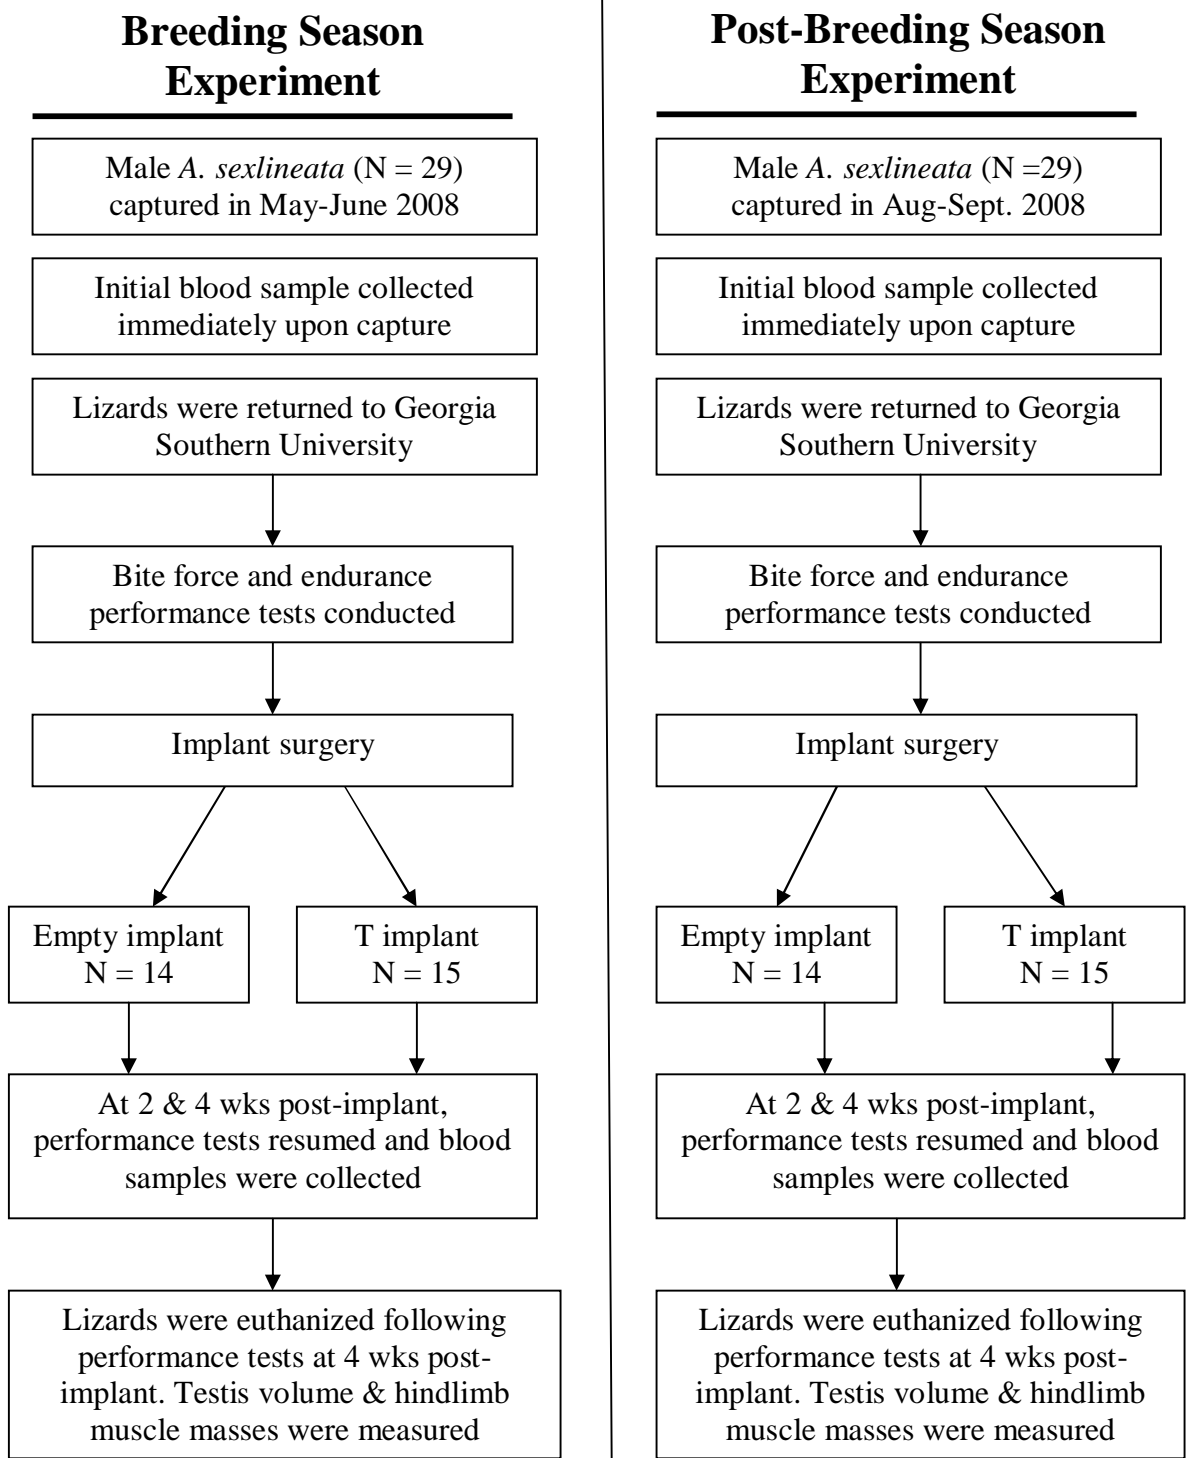 Breeding Season
Experiment
Male A. sexlineata (N = 29)
captured in May-June 2008
Initial blood sample collected
immediately upon capture
Lizards were returned to Georgia
Southern University
Bite force and endurance
performance tests conducted
Implant surgery
Empty implant
N = 14
T implant
N = 15
At 2 & 4 wks post-implant,
performance tests resumed and blood
samples were collected
Lizards were euthanized following
performance tests at 4 wks post-
implant. Testis volume & hindlimb
muscle masses were measured
Post-Breeding Season
Experiment
Male A. sexlineata (N =29)
captured in Aug-Sept. 2008
Initial blood sample collected
immediately upon capture
Lizards were returned to Georgia
Southern University
Bite force and endurance
performance tests conducted
Implant surgery
Empty implant
N = 14
T implant
N = 15
At 2 & 4 wks post-implant,
performance tests resumed and blood
samples were collected
Lizards were euthanized following
performance tests at 4 wks post-
implant. Testis volume & hindlimb
muscle masses were measured